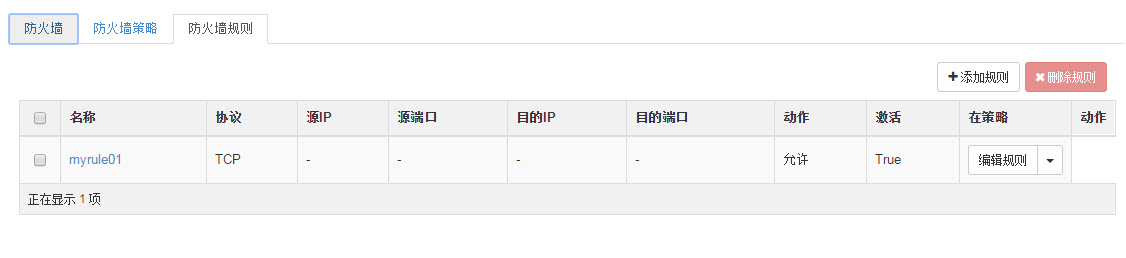 防火墙 防火墙策略 防火墙规则
添加规则 删除规则
名称 协议 源IP 源端口 目的IP 目的端口 动作 激活 在策略 动作
myrule01 TCP - - - - 允许 True 编辑规则
正在显示 1 项